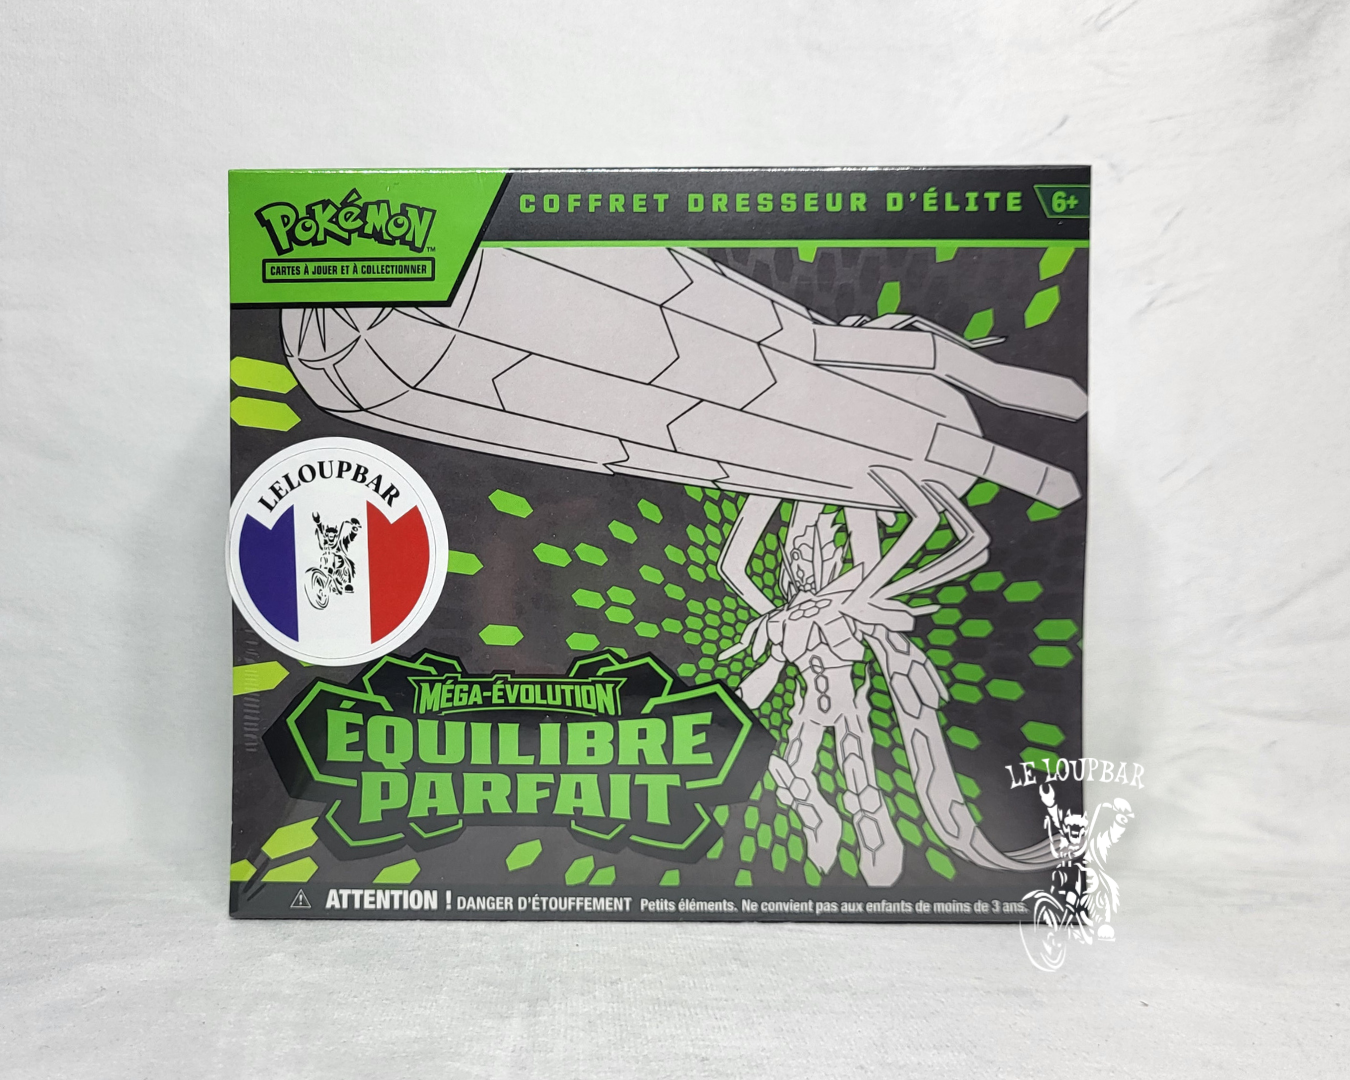 POKéMON™
CARTES À JOUER ET À COLLECTIONNER
COFFRET DRESSEUR D'ÉLITE
6+
LELOUPBAR
MÉGA-ÉVOLUTION
ÉQUILIBRE
PARFAIT
LE LOUPBAR
ATTENTION ! DANGER D'ÉTOUFFEMENT Petits éléments. Ne convient pas aux enfants de moins de 3 ans.